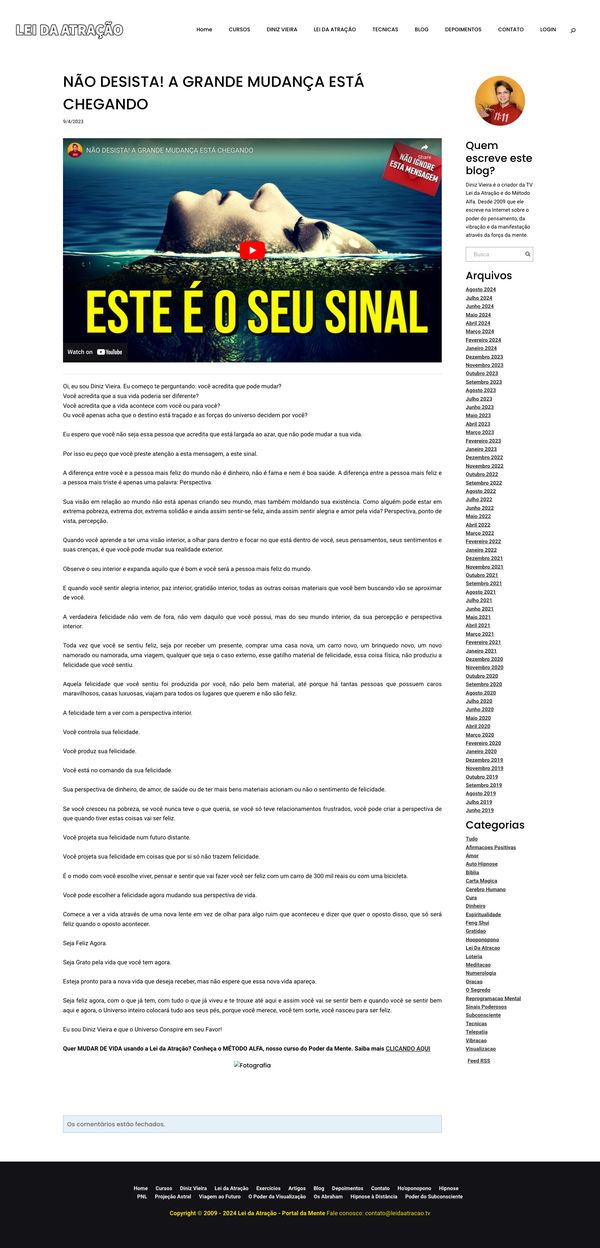 LEI DA ATRAÇÃO
Home CURSOS DINIZ VIEIRA LEI DA ATRAÇÃO TECNICAS BLOG DEPOIMENTOS CONTATO LOGIN
NÃO DESISTA! A GRANDE MUDANÇA ESTÁ
CHEGANDO
9/4/2023
NÃO DESISTA! A GRANDE MUDANÇA ESTÁ CHEGANDO
Share
NÃO IGNORE
ESTA MENSAGEM
ESTE É O SEU SINAL
Watch on YouTube
Oi, eu sou Diniz Vieira. Eu começo te perguntando: você acredita que pode mudar?
Você acredita que a sua vida poderia ser diferente?
Você acredita que a vida acontece com você ou para você?
Ou você apenas acha que o destino está traçado e as forças do universo decidem por você?
Eu espero que você não seja essa pessoa que acredita que está largada ao azar, que não pode mudar a sua vida.
Por isso eu peço que você preste atenção a esta mensagem, a este sinal.
A diferença entre você e a pessoa mais feliz do mundo não é dinheiro, não é fama e nem é boa saúde. A diferença entre a pessoa mais feliz e
a pessoa mais triste é apenas uma palavra: Perspectiva.
Sua visão em relação ao mundo não está apenas criando seu mundo, mas também moldando sua existência. Como alguém pode estar em
extrema pobreza, extrema dor, extrema solidão e ainda assim sentir-se feliz, ainda assim sentir alegria e amor pela vida? Perspectiva, ponto de
vista, percepção.
Quando você aprende a ter uma visão interior, a olhar para dentro e focar no que está dentro de você, seus pensamentos, seus sentimentos e
suas crenças, é que você pode mudar sua realidade exterior.
Observe o seu interior e expanda aquilo que é bom e você será a pessoa mais feliz do mundo.
E quando você sentir alegria interior, paz interior, gratidão interior, todas as outras coisas materiais que você bem buscando vão se aproximar
de você.
A verdadeira felicidade não vem de fora, não vem daquilo que você possui, mas do seu mundo interior, da sua percepção e perspectiva
interior.
Toda vez que você se sentiu feliz, seja por receber um presente, comprar uma casa nova, um carro novo, um brinquedo novo, um novo
namorado ou namorada, uma viagem, qualquer que seja o caso externo, esse gatilho material de felicidade, essa coisa física, não produziu a
felicidade que você sentiu.
Aquela felicidade que você sentiu foi produzida por você, não pelo bem material, até porque há tantas pessoas que possuem caros
maravilhosos, casas luxuosas, viajam para todos os lugares que querem e não são feliz.
A felicidade tem a ver com a perspectiva interior.
Você controla sua felicidade.
Você produz sua felicidade.
Você está no comando da sua felicidade.
Sua perspectiva de dinheiro, de amor, de saúde ou de ter mais bens materiais acionam ou não o sentimento de felicidade.
Se você cresceu na pobreza, se você nunca teve o que queria, se você só teve relacionamentos frustrados, você pode criar a perspectiva de
que quando tiver estas coisas vai ser feliz.
Você projeta sua felicidade num futuro distante.
Você projeta sua felicidade em coisas que por si só não trazem felicidade.
É o modo com você escolhe viver, pensar e sentir que vai fazer você ser feliz com um carro de 300 mil reais ou com uma bicicleta.
Você pode escolher a felicidade agora mudando sua perspectiva de vida.
Comece a ver a vida através de uma nova lente em vez de olhar para algo ruim que aconteceu e dizer que quer o oposto disso, que só será
feliz quando o oposto acontecer.
Seja Feliz Agora.
Seja Grato pela vida que você tem agora.
Esteja pronto para a nova vida que deseja receber, mas não espere que essa nova vida apareça.
Seja feliz agora, com o que já tem, com tudo o que já viveu e te trouxe até aqui e assim você vai se sentir bem e quando você se sentir bem
aqui e agora, o Universo inteiro colocará tudo aos seus pés, porque você merece, você tem sorte, você nasceu para ser feliz.
Eu sou Diniz Vieira e que o Universo Conspire em seu Favor!
Quer MUDAR DE VIDA usando a Lei da Atração? Conheça o MÉTODO ALFA, nosso curso do Poder da Mente. Saiba mais CLICANDO AQUI
Fotografia
Os comentários estão fechados.
11:11
Quem
escreve este
blog?
Diniz Vieira é o criador da TV
Lei da Atração e do Método
Alfa. Desde 2009 que ele
escreve na Internet sobre o
poder do pensamento, da
vibração e da manifestação
através da força da mente.
Busca
Arquivos
Agosto 2024
Julho 2024
Junho 2024
Maio 2024
Abril 2024
Março 2024
Fevereiro 2024
Janeiro 2024
Dezembro 2023
Novembro 2023
Outubro 2023
Setembro 2023
Agosto 2023
Julho 2023
Junho 2023
Maio 2023
Abril 2023
Março 2023
Fevereiro 2023
Janeiro 2023
Dezembro 2022
Novembro 2022
Outubro 2022
Setembro 2022
Agosto 2022
Julho 2022
Junho 2022
Maio 2022
Abril 2022
Março 2022
Fevereiro 2022
Janeiro 2022
Dezembro 2021
Novembro 2021
Outubro 2021
Setembro 2021
Agosto 2021
Julho 2021
Junho 2021
Maio 2021
Abril 2021
Março 2021
Fevereiro 2021
Janeiro 2021
Dezembro 2020
Novembro 2020
Outubro 2020
Setembro 2020
Agosto 2020
Julho 2020
Junho 2020
Maio 2020
Abril 2020
Março 2020
Fevereiro 2020
Janeiro 2020
Dezembro 2019
Novembro 2019
Outubro 2019
Setembro 2019
Agosto 2019
Julho 2019
Junho 2019
Categorias
Tudo
Afirmacoes Positivas
Amor
Auto Hipnose
Biblia
Carta Magica
Cerebro Humano
Cura
Dinheiro
Espiritualidade
Feng Shui
Gratidao
Hooponopono
Lei Da Atracao
Loteria
Meditacao
Numerologia
Oracao
O Segredo
Reprogramacao Mental
Sinais Poderosos
Subconsciente
Tecnicas
Telepatia
Vibracao
Visualizacao
Feed RSS
Home Cursos Diniz Vieira Lei da Atração Exercícios Artigos Blog Depoimentos Contato Ho'oponopono Hipnose
PNL Projeção Astral Viagem ao Futuro O Poder da Visualização Os Abraham Hipnose à Distância Poder do Subconsciente
Copyright © 2009 - 2024 Lei da Atração - Portal da Mente Fale conosco: contato@leidaatracao.tv